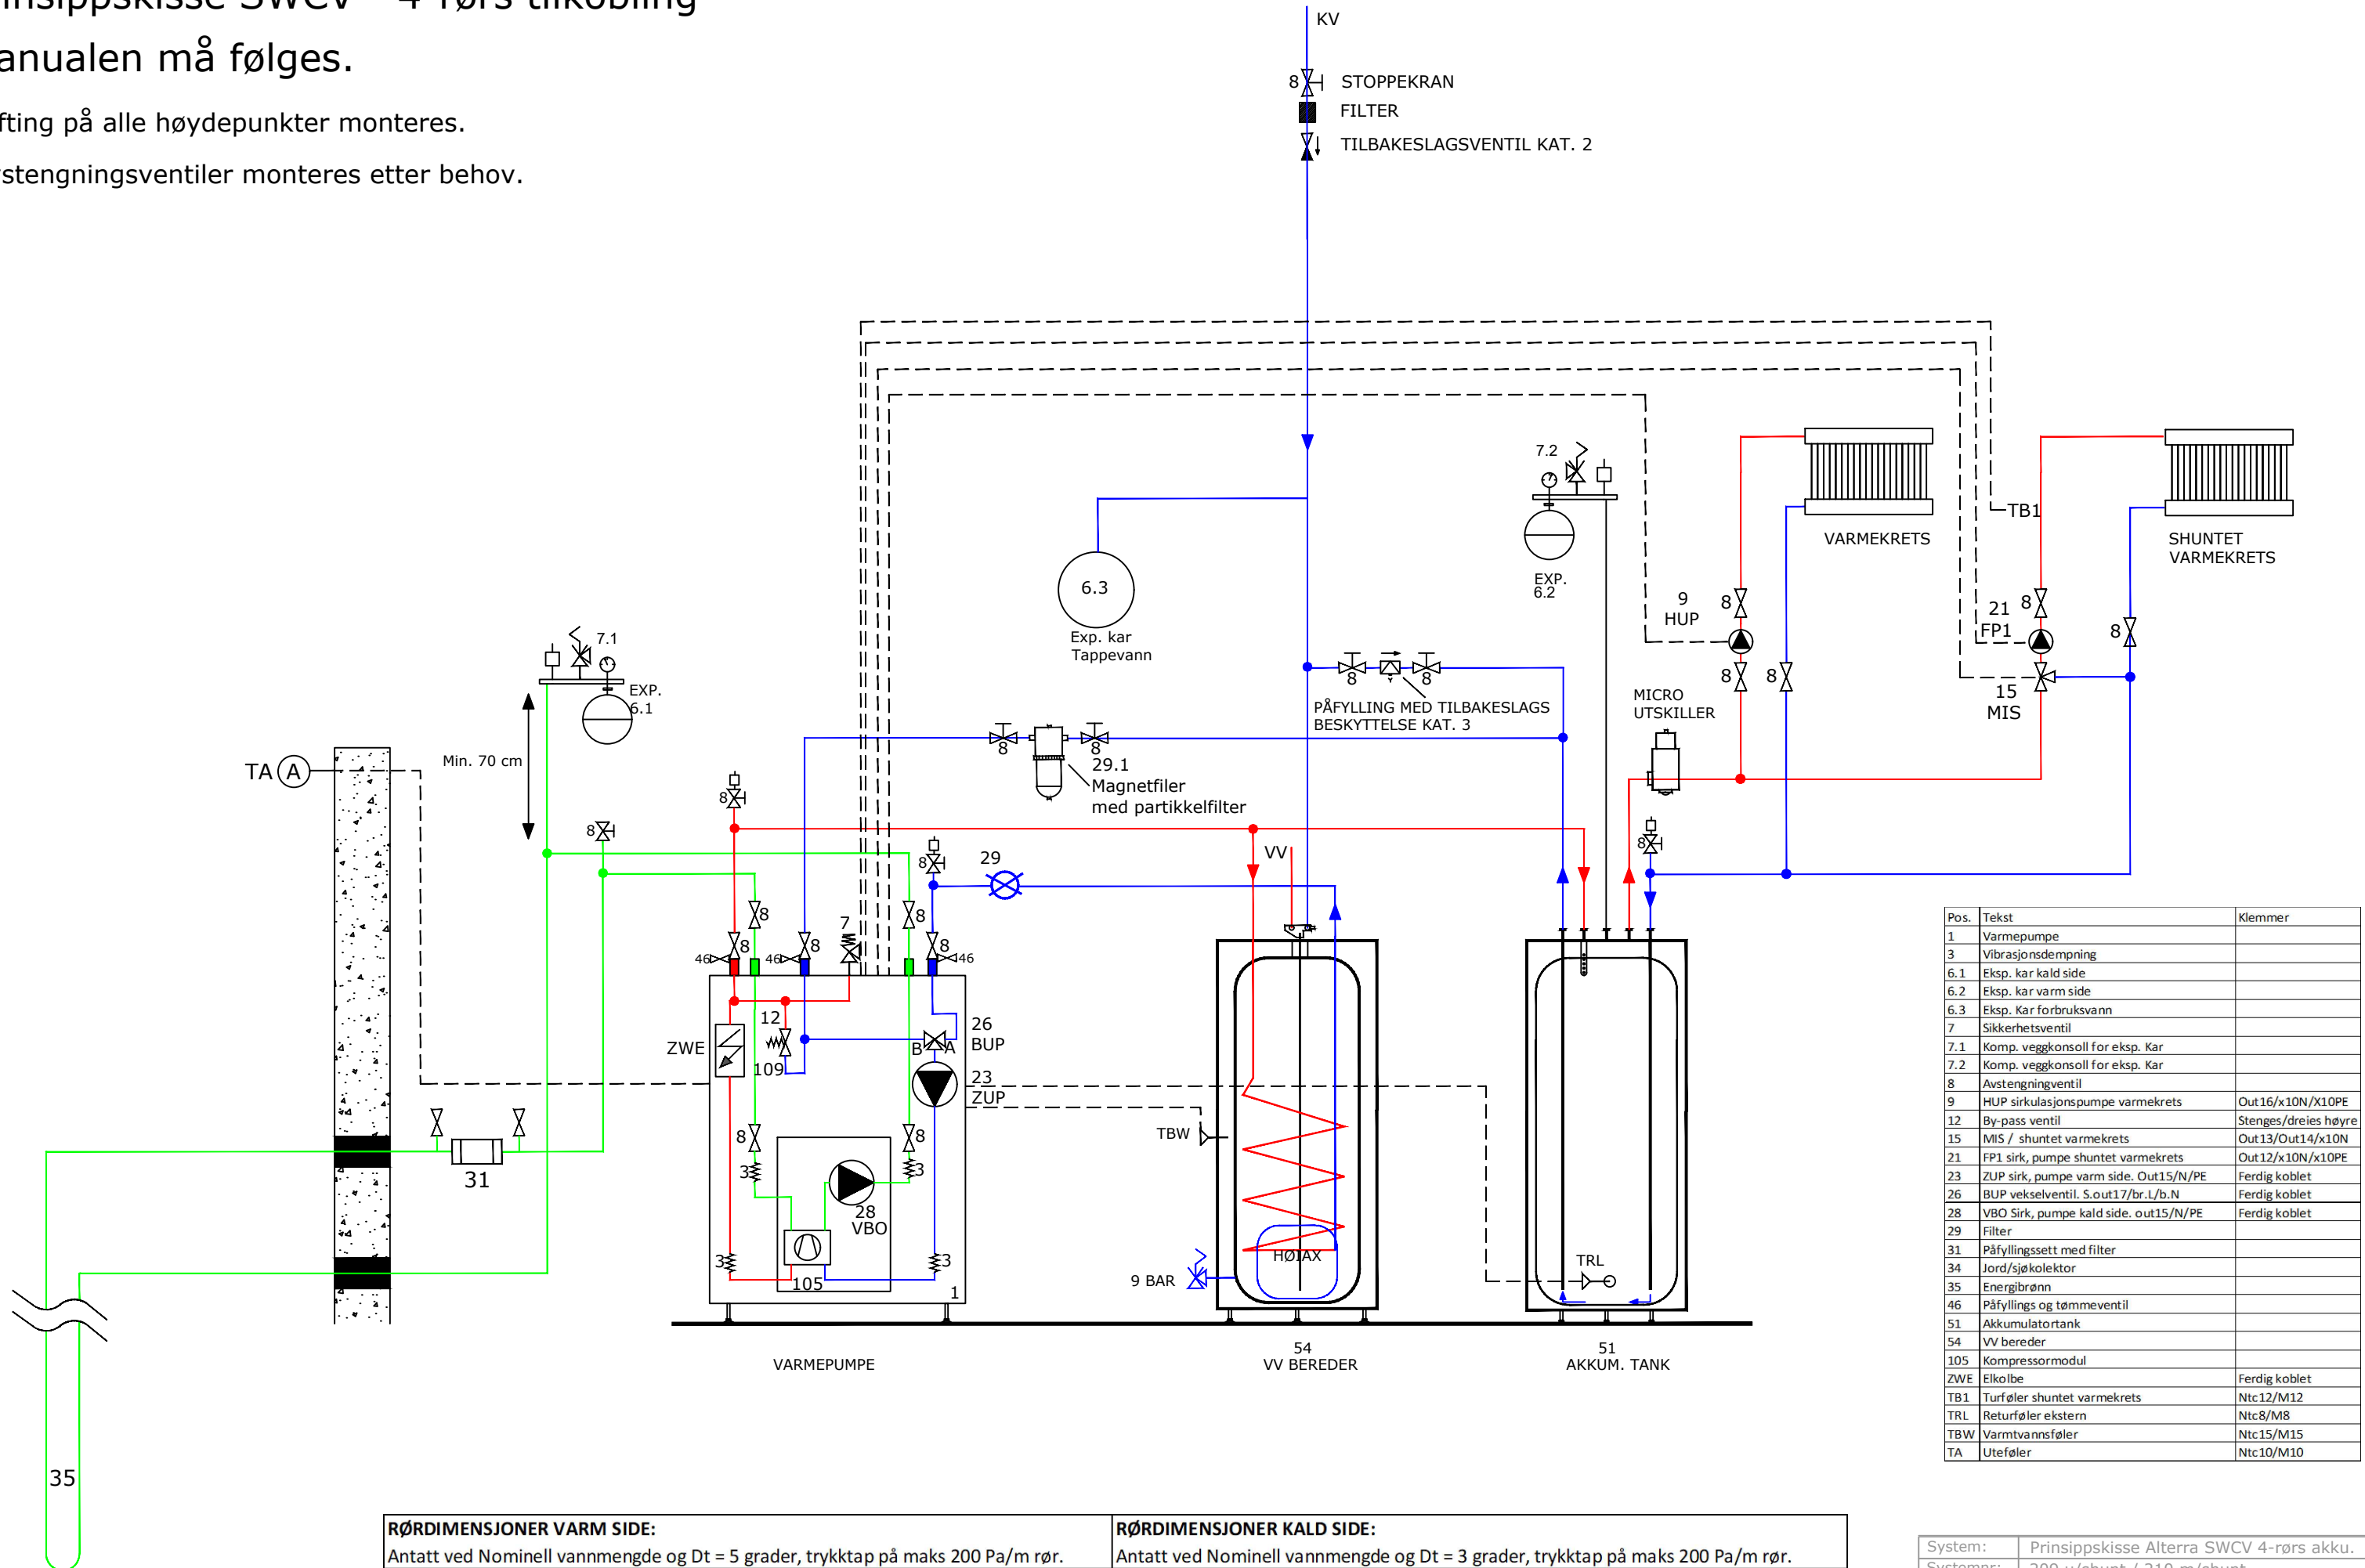 insippskisse SWCV - 4-rørs tilkobling
anualen må følges.
fting på alle høydepunkter monteres.
stengningsventiler monteres etter behov.
KV
8
STOPPEKRAN
FILTER
TILBAKESLAGSVENTIL KAT. 2
7.2
EXP.
6.2
TB1
VARMEKRETS
SHUNTET
VARMEKRETS
6.3
Exp. kar
Tappevann
9
HUP
8
8
8
21
FP1
8
8
15
MIS
7.1
EXP.
6.1
Min. 70 cm
TA A
8
8
PÅFYLLING MED TILBAKESLAGS
BESKYTTELSE KAT. 3
MICRO
UTSKILLER
8
8
29.1
Magnetfiler
med partikkelfilter
8
8
8
29
VV
8
8
7
8
8
8
8
46
46
46
12
ZWE
109
B A
26
BUP
23
ZUP
8
8
3
3
28
VBO
3
3
105
1
TBW
HØIAX
9 BAR
TRL
31
35
VARMEPUMPE
54
VV BEREDER
51
AKKUM. TANK
Pos. Tekst Klemmer
1 Varmepumpe
3 Vibrasjonsdempning
6.1 Eksp. kar kald side
6.2 Eksp. kar varm side
6.3 Eksp. Kar forbruksvann
7 Sikkerhetsventil
7.1 Komp. veggkonsoll for eksp. Kar
7.2 Komp. veggkonsoll for eksp. Kar
8 Avstengningventil
9 HUP sirkulasjonspumpe varmekrets Out16/x10N/X10PE
12 By-pass ventil Stenges/dreies høyre
15 MIS / shuntet varmekrets Out13/Out14/x10N
21 FP1 sirk, pumpe shuntet varmekrets Out12/x10N/x10PE
23 ZUP sirk, pumpe varm side. Out15/N/PE Ferdig koblet
26 BUP vekselventil. S.out17/br.L/b.N Ferdig koblet
28 VBO Sirk, pumpe kald side. out15/N/PE Ferdig koblet
29 Filter
31 Påfyllingssett med filter
34 Jord/sjøkolektor
35 Energibrønn
46 Påfyllings og tømmeventil
51 Akkumulatortank
54 VV bereder
105 Kompressormodul
ZWE Elkolbe Ferdig koblet
TB1 Turføler shuntet varmekrets Ntc12/M12
TRL Returføler ekstern Ntc8/M8
TBW Varmtvannsføler Ntc15/M15
TA Uteføler Ntc10/M10
RØRDIMENSJONER VARM SIDE:
Antatt ved Nominell vannmengde og Dt = 5 grader, trykktap på maks 200 Pa/m rør.
RØRDIMENSJONER KALD SIDE:
Antatt ved Nominell vannmengde og Dt = 3 grader, trykktap på maks 200 Pa/m rør.
System: Prinsippskisse Alterra SWCV 4-rørs akku.